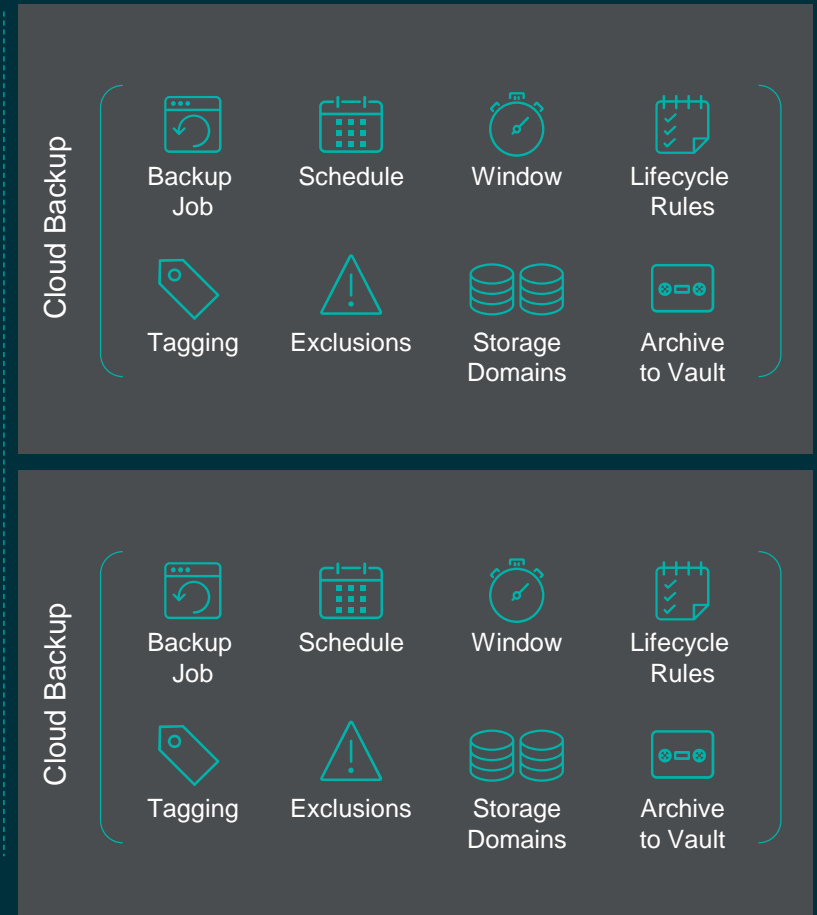 Cloud Backup
Backup
Job
Schedule
Window
Lifecycle
Rules
Tagging
Exclusions
Storage
Domains
Archive
to Vault
Cloud Backup
Backup
Job
Schedule
Window
Lifecycle
Rules
Tagging
Exclusions
Storage
Domains
Archive
to Vault